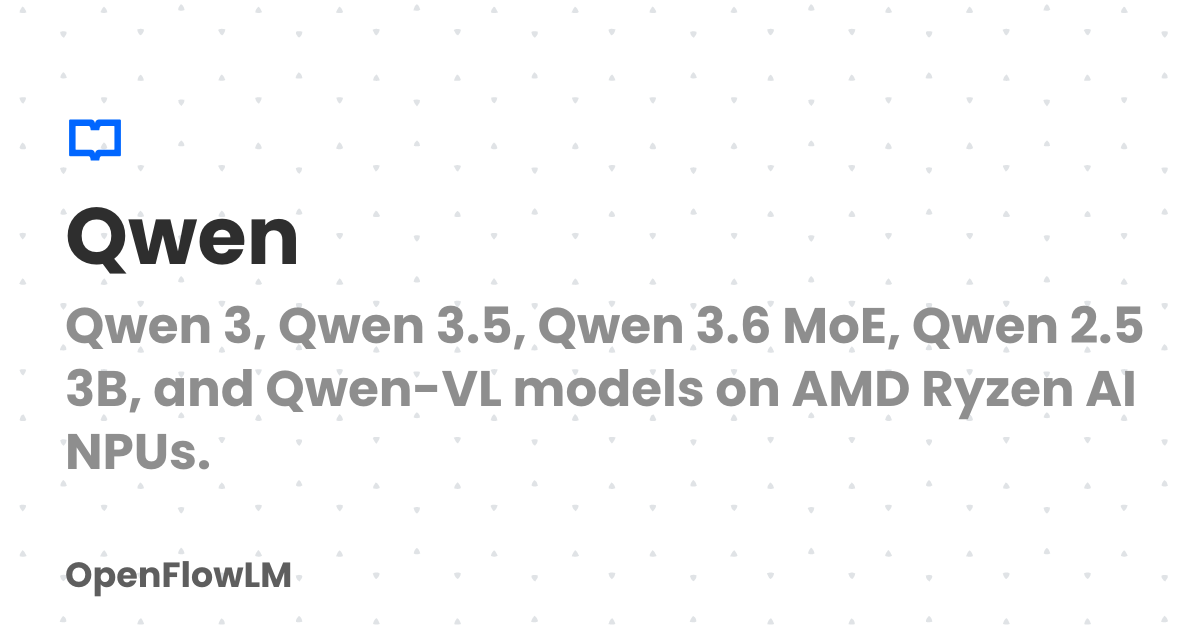 Qwen
Qwen 3, Qwen 3.5, Qwen 3.6 MoE, Qwen 2.5
3B, and Qwen-VL models on AMD Ryzen AI
NPUs.
OpenFlowLM